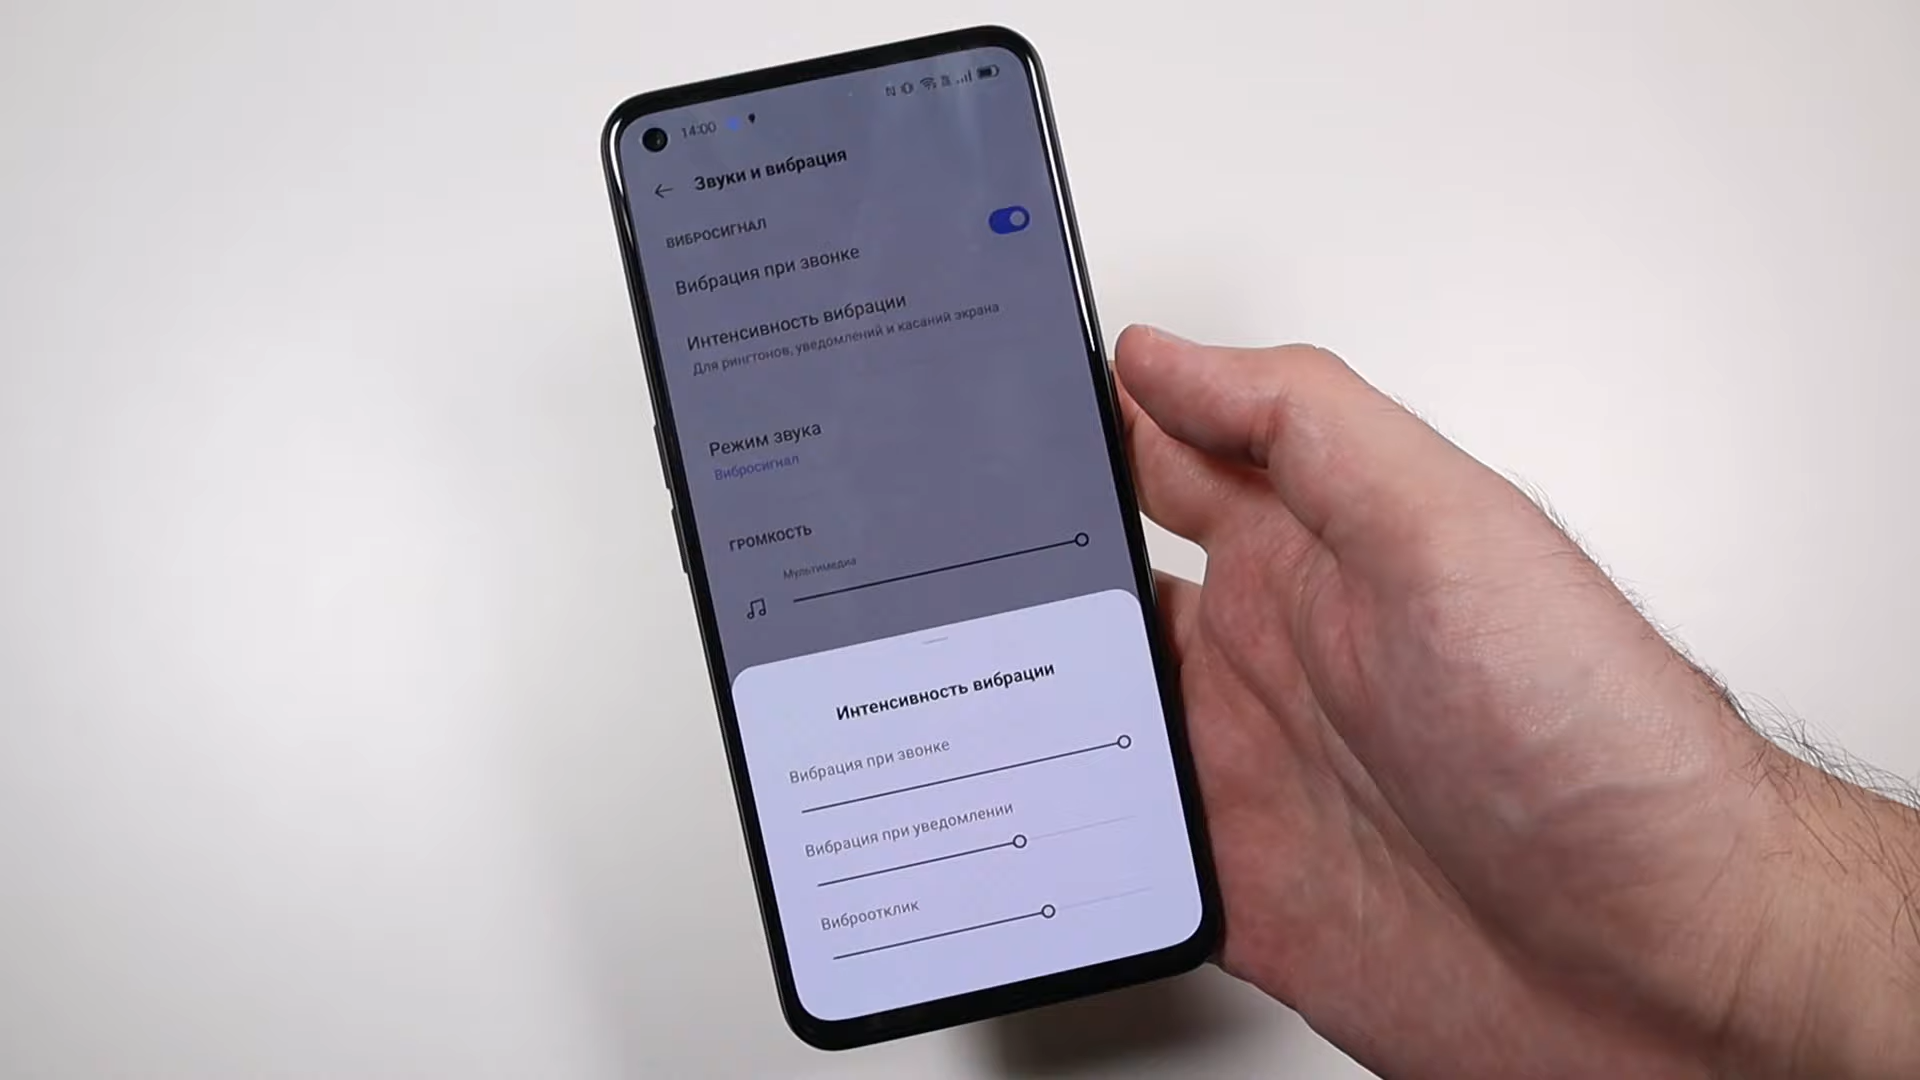 14:00
Звуки и вибрация
ВИБРОСИГНАЛ
Вибрация при звонке
Интенсивность вибрации
Для рингтонов, уведомлений и касаний экрана
Режим звука
Вибросигнал
ГРОМКОСТЬ
Мультимедиа
Интенсивность вибрации
Вибрация при звонке
Вибрация при уведомлении
Виброотклик